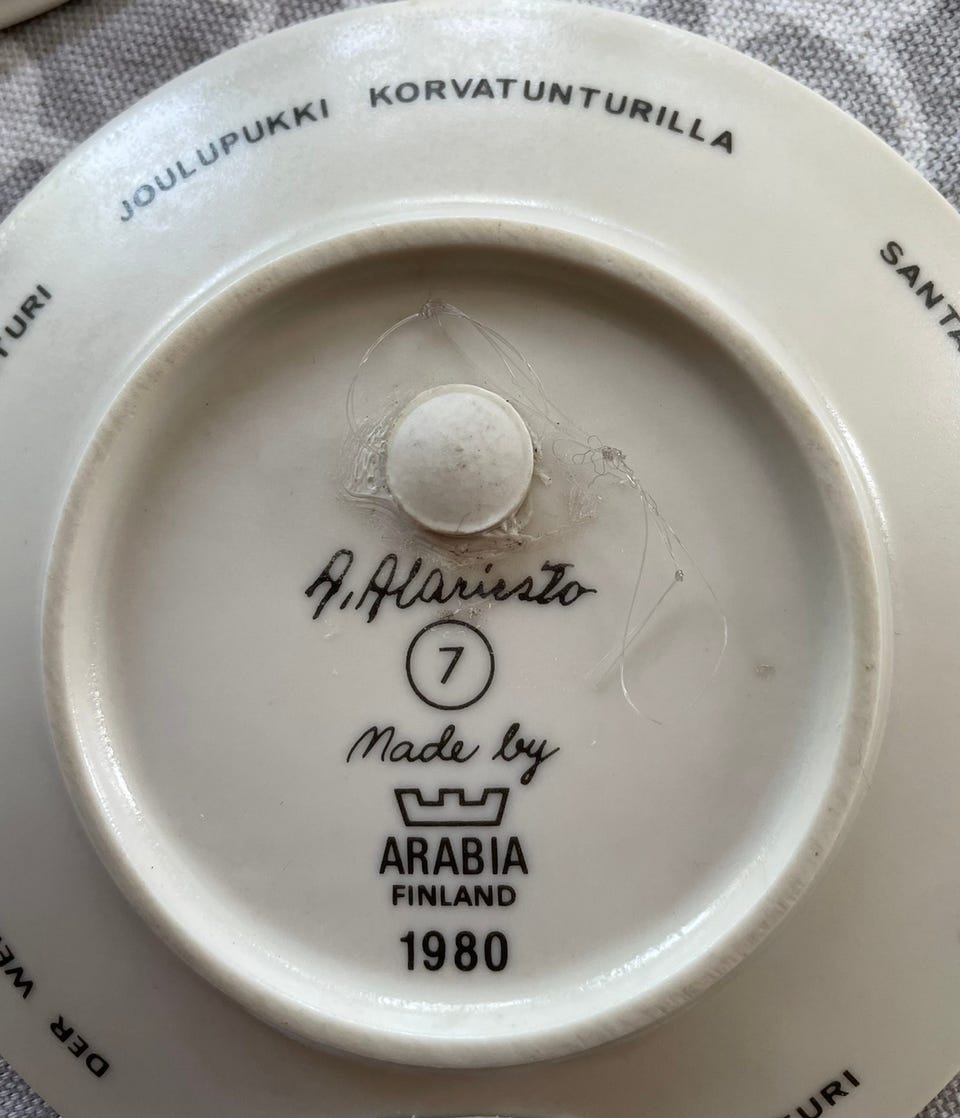 JOULUPUKKI KORVATUNTURILLA
SANTA
TURI
A. Alariesto
7
Made by
ARABIA
FINLAND
1980
DER WE
TURI